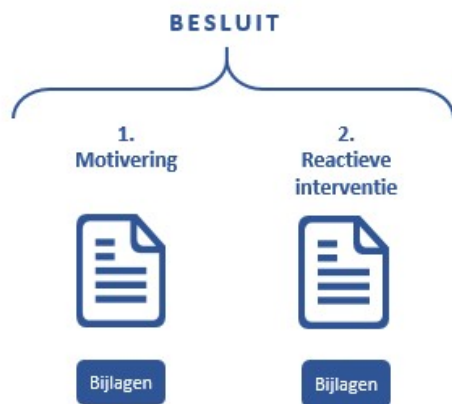 BESLUIT
1.
Motivering
2.
Reactieve
interventie
Bijlagen
Bijlagen